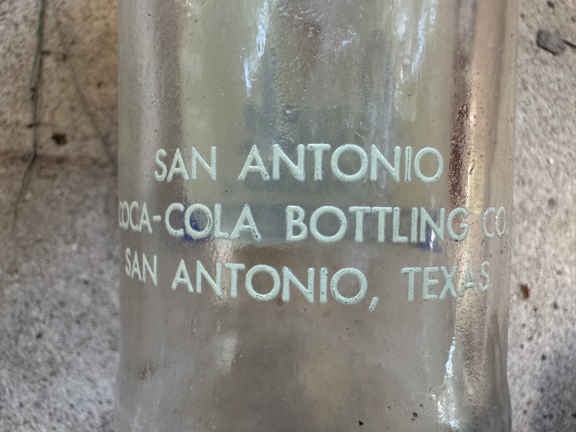 SAN ANTONIO
COCA-COLA BOTTLING CO.
SAN ANTONIO, TEXAS